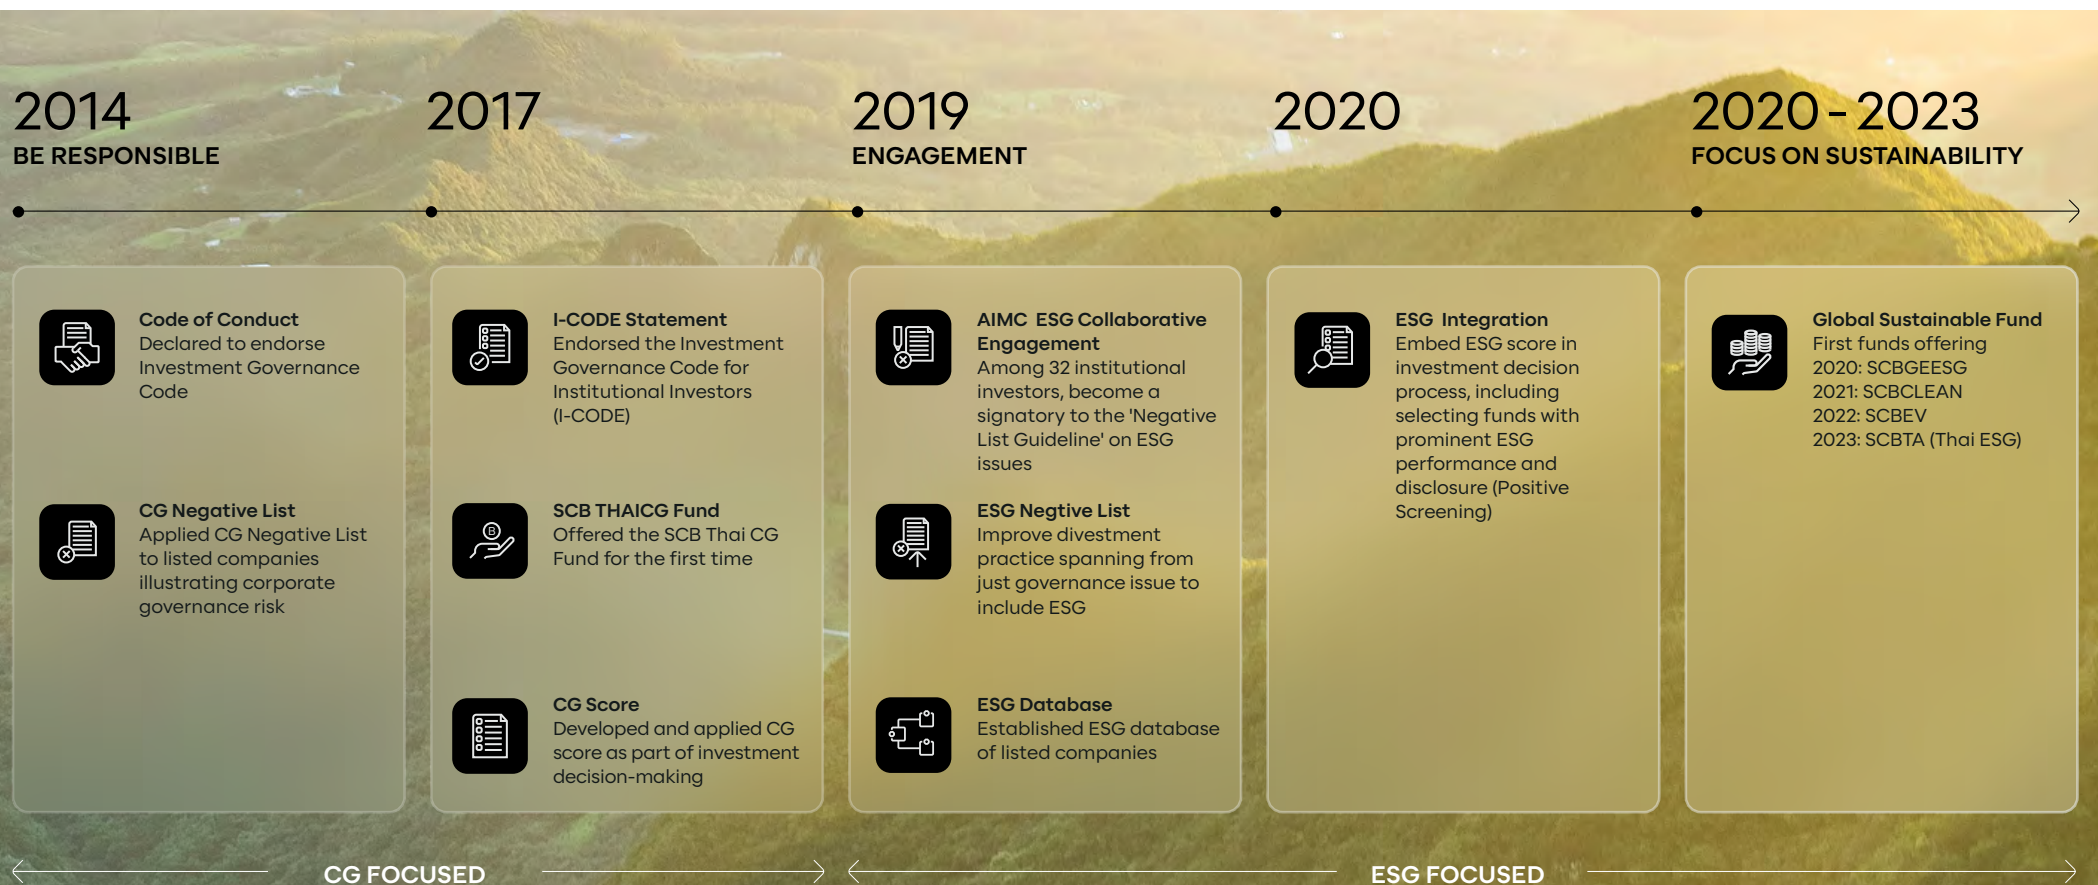 2014
BE RESPONSIBLE
2017
2019
ENGAGEMENT
2020
2020 - 2023
FOCUS ON SUSTAINABILITY
Code of Conduct
Declared to endorse
Investment Governance
Code
CG Negative List
Applied CG Negative List
to listed companies
illustrating corporate
governance risk
I-CODE Statement
Endorsed the Investment
Governance Code for
Institutional Investors
(I-CODE)
SCB THAICG Fund
Offered the SCB Thai CG
Fund for the first time
CG Score
Developed and applied CG
score as part of investment
decision-making
AIMC ESG Collaborative
Engagement
Among 32 institutional
investors, become a
signatory to the 'Negative
List Guideline' on ESG
issues
ESG Negtive List
Improve divestment
practice spanning from
just governance issue to
include ESG
ESG Database
Established ESG database
of listed companies
ESG Integration
Embed ESG score in
investment decision
process, including
selecting funds with
prominent ESG
performance and
disclosure (Positive
Screening)
Global Sustainable Fund
First funds offering
2020: SCBGEESG
2021: SCBCLEAN
2022: SCBEV
2023: SCBTA (Thai ESG)
CG FOCUSED
ESG FOCUSED